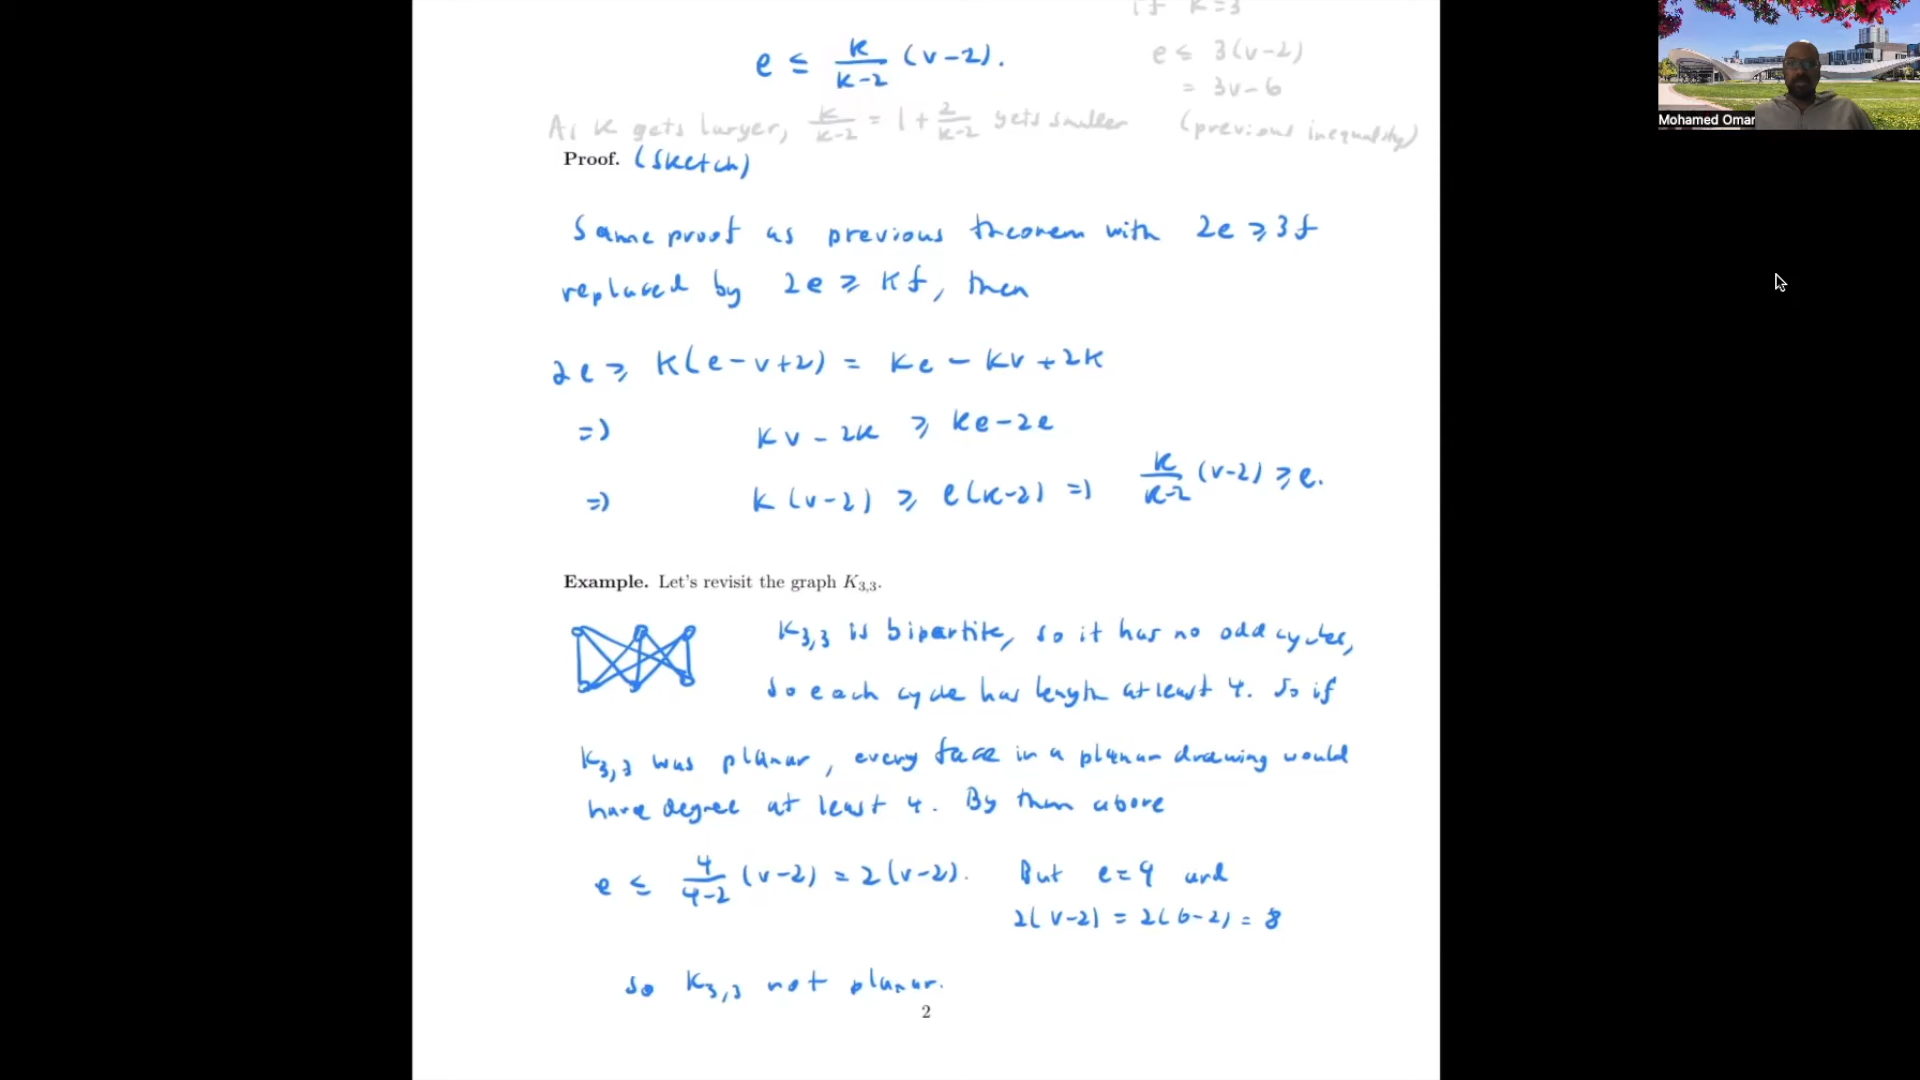 if K=3
e ≤ K/(K-2) (v-2).
e ≤ 3(v-2)
= 3v-6
As K gets larger, K/(K-2) = 1 + 2/(K-2) gets smaller (previous inequality)
Proof. (sketch)
Same proof as previous theorem with 2e ≥ 3f
replaced by 2e ≥ Kf, then
2e ≥ K(e-v+2) = Ke - Kv + 2K
=> Kv - 2K ≥ Ke - 2e
=> K(v-2) ≥ e(K-2) => K/(K-2) (v-2) ≥ e.
Example. Let's revisit the graph K3,3.
K3,3 is bipartite, so it has no odd cycles,
so each cycle has length at least 4. So if
K3,3 was planar, every face in a planar drawing would
have degree at least 4. By thm above
e ≤ 4/(4-2) (v-2) = 2(v-2). But e=9 and
2(v-2) = 2(6-2) = 8
so K3,3 not planar.
2
Mohamed Omar